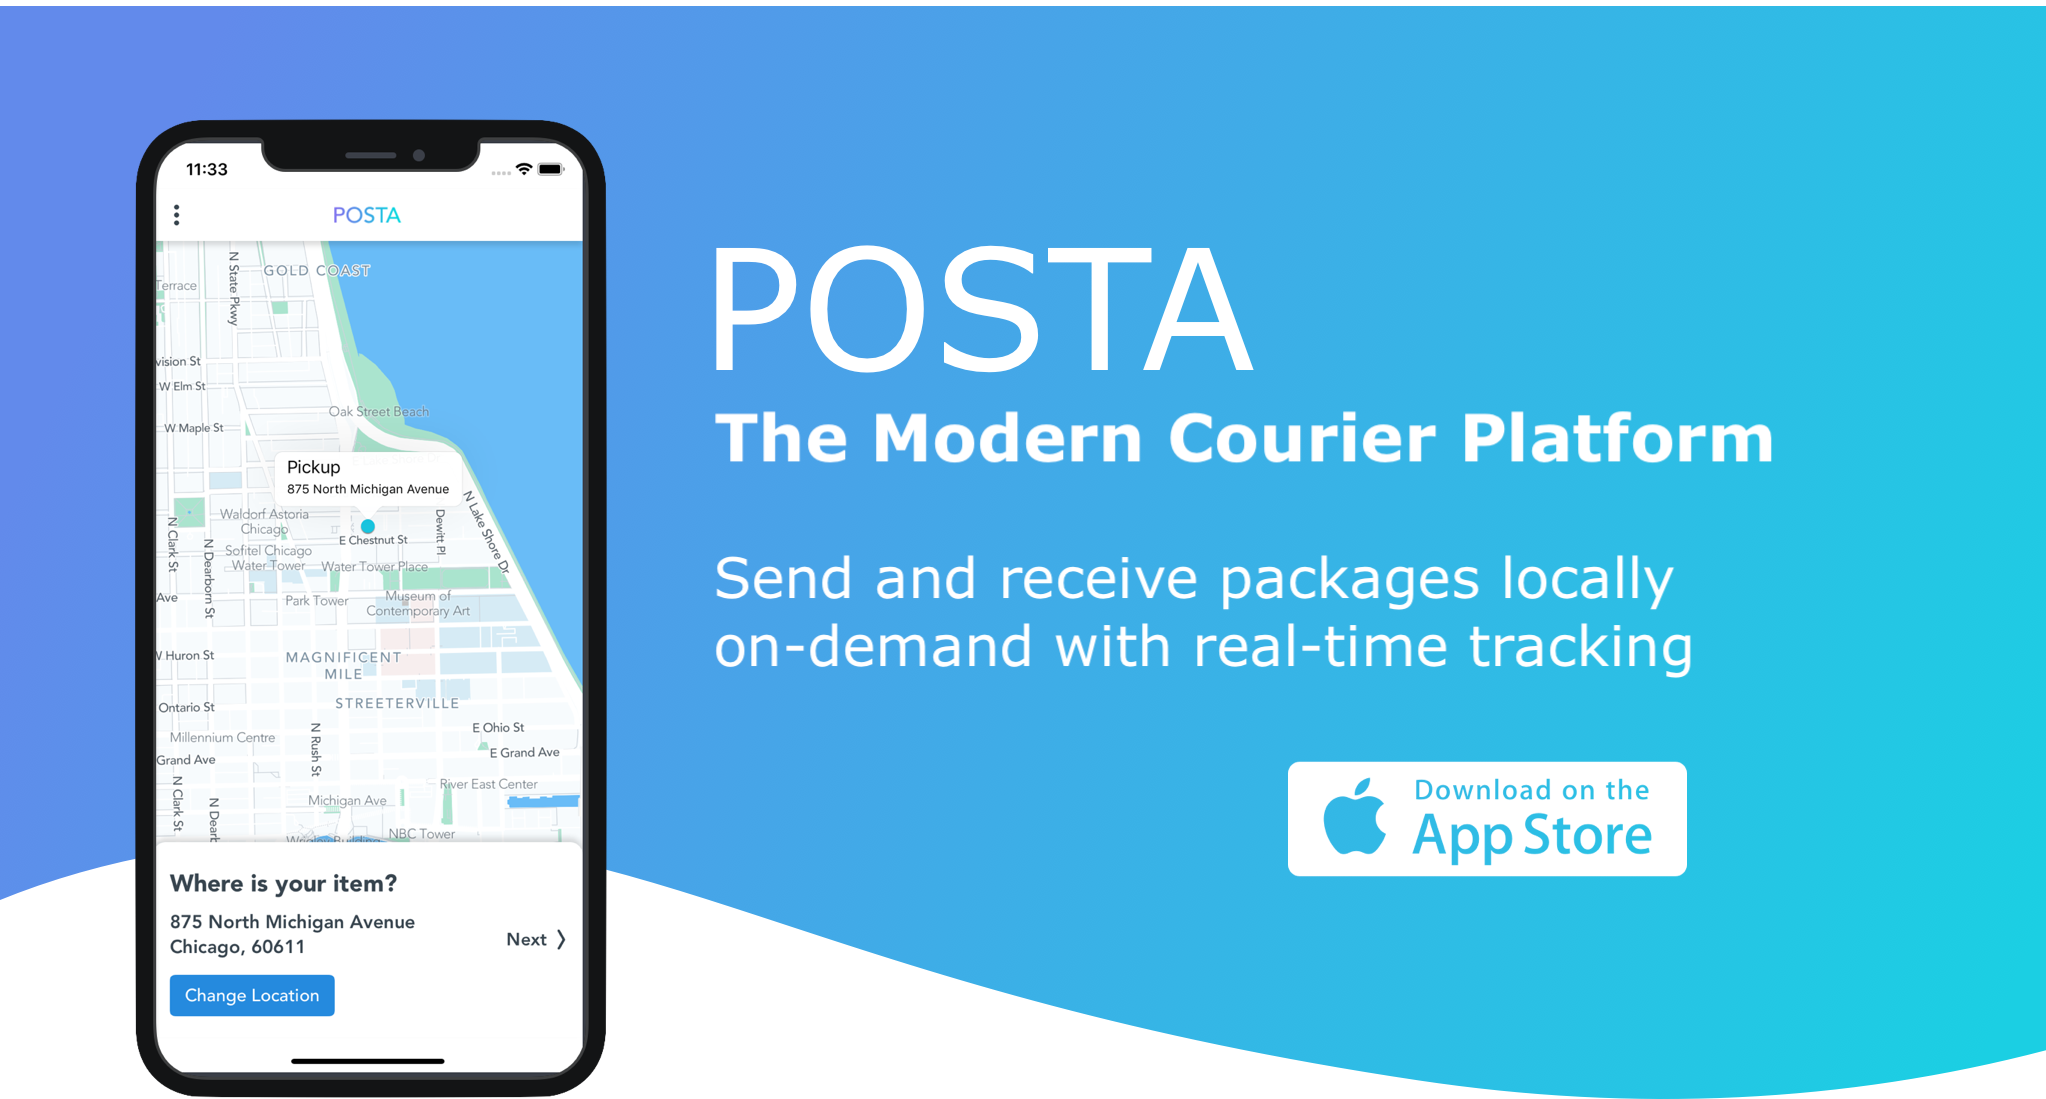 11:33
POSTA
GOLD COAST
N State Pkwy
Terrace
vision St
W Elm St
Oak Street Beach
W Maple St
Pickup
875 North Michigan Avenue
N Lake Shore Dr
Waldorf Astoria
Chicago
Dewitt Pl
N Clark St
E Chestnut St
N Dearborn St
Sofitel Chicago
Water Tower
Water Tower Place
Ave
Park Tower
Museum of
Contemporary Art
W Huron St
MAGNIFICENT
MILE
STREETERVILLE
Ontario St
N Rush St
E Ohio St
Millennium Centre
E Grand Ave
Grand Ave
N Clark St
River East Center
N Dearb
Michigan Ave
NBC Tower
Wrigley Building
Where is your item?
875 North Michigan Avenue
Chicago, 60611
Next
Change Location
POSTA
The Modern Courier Platform
Send and receive packages locally
on-demand with real-time tracking
Download on the
App Store